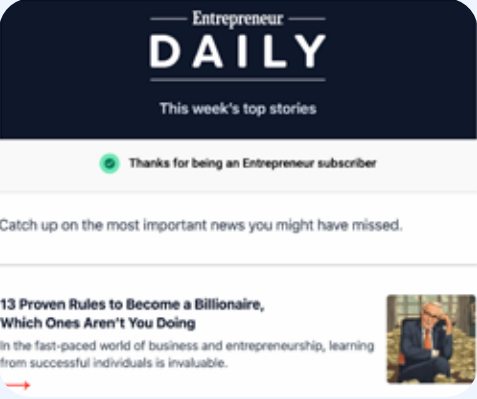 Entrepreneur
DAILY
This week's top stories
Thanks for being an Entrepreneur subscriber
Catch up on the most important news you might have missed.
13 Proven Rules to Become a Billionaire,
Which Ones Aren't You Doing
In the fast-paced world of business and entrepreneurship, learning
from successful individuals is invaluable.